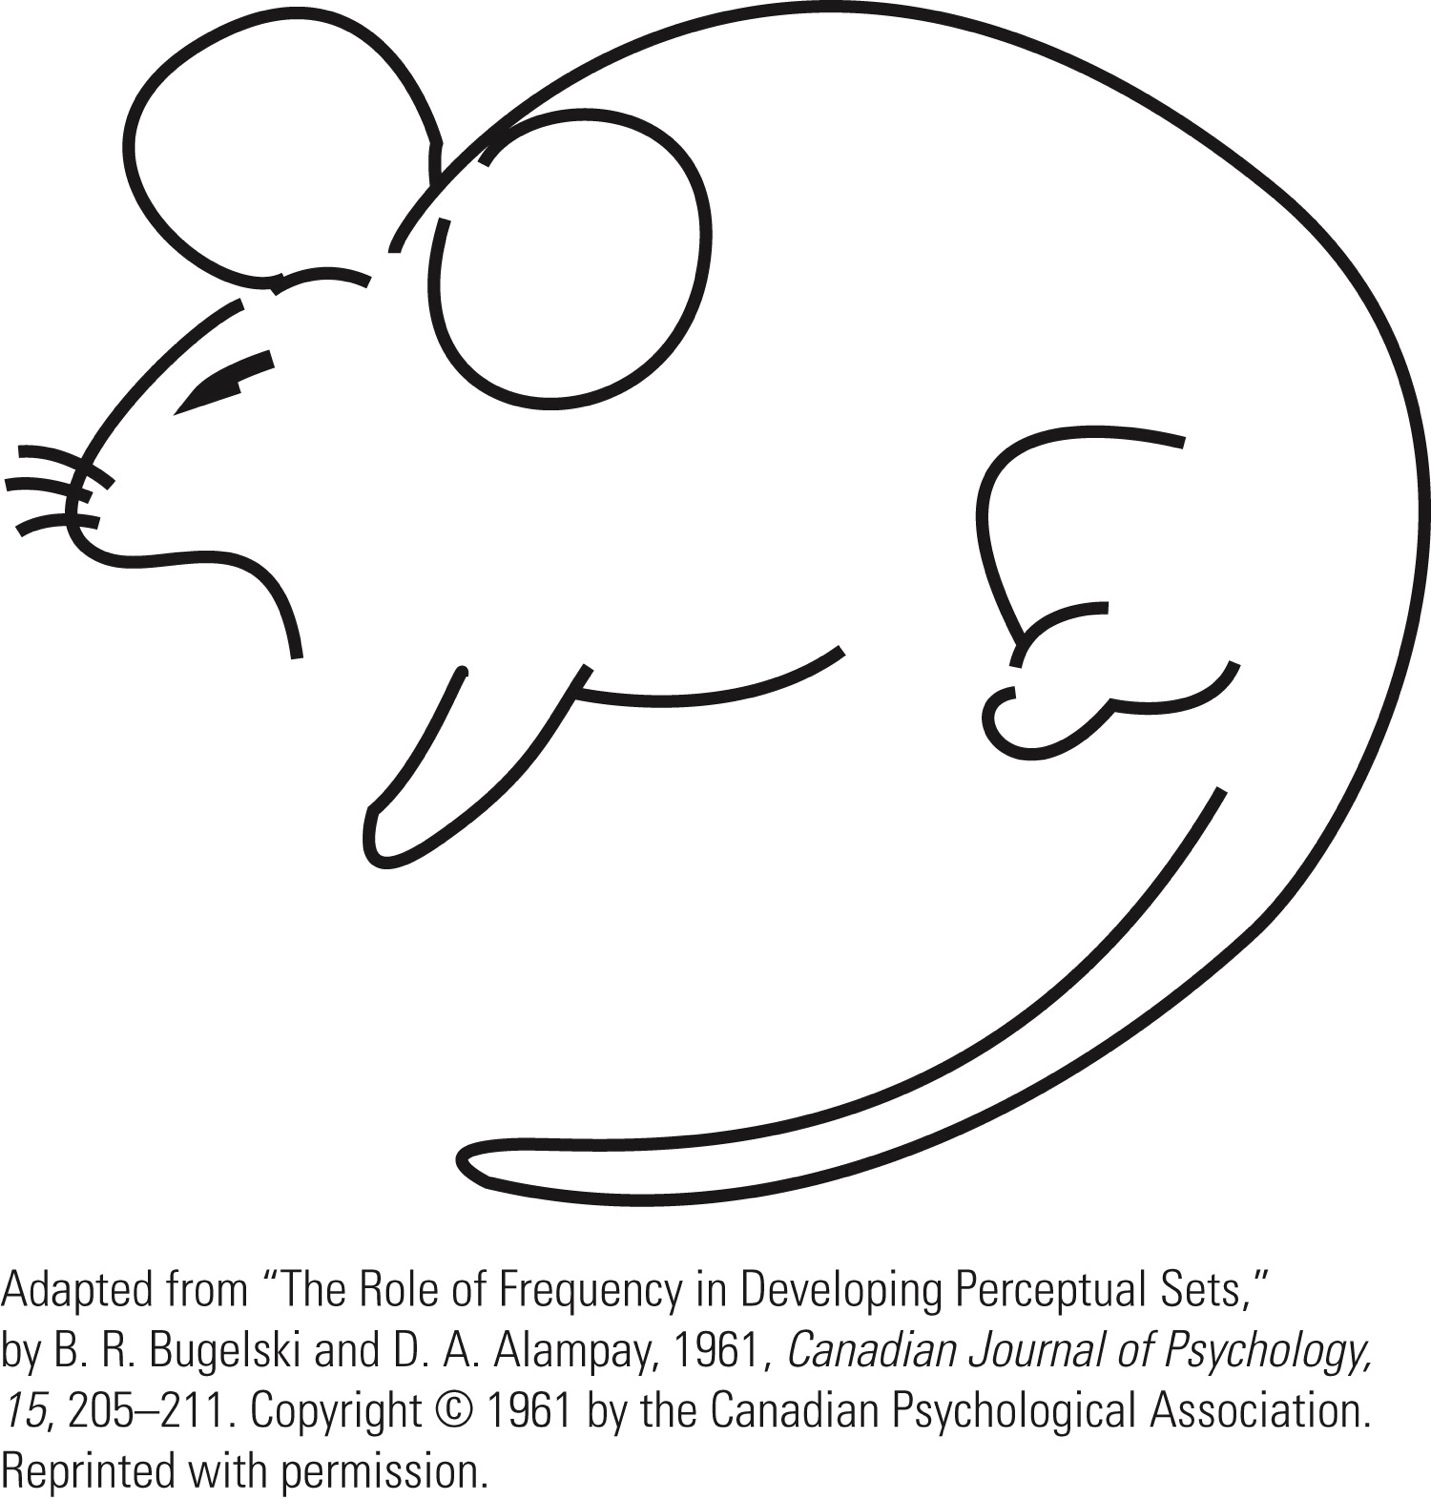 Adapted from “The Role of Frequency in Developing Perceptual Sets,”
by B. R. Bugelski and D. A. Alampay, 1961, Canadian Journal of Psychology,
15, 205–211. Copyright © 1961 by the Canadian Psychological Association.
Reprinted with permission.